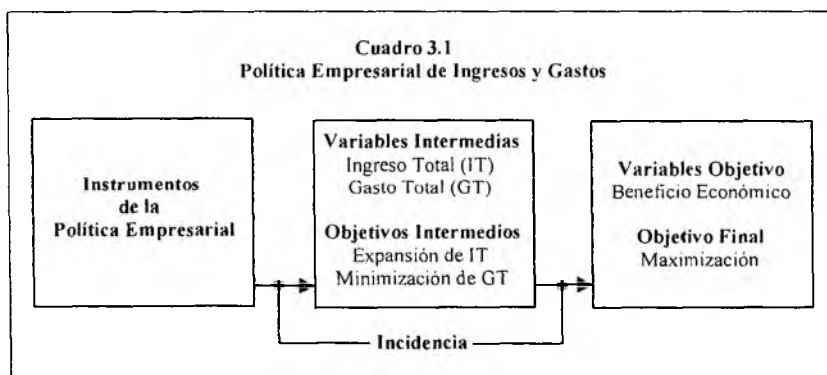 Cuadro 3.1
Política Empresarial de Ingresos y Gastos
Instrumentos
de la
Política Empresarial
Variables Intermedias
Ingreso Total (IT)
Gasto Total (GT)
Objetivos Intermedios
Expansión de IT
Minimización de GT
Variables Objetivo
Beneficio Económico
Objetivo Final
Maximización
Incidencia